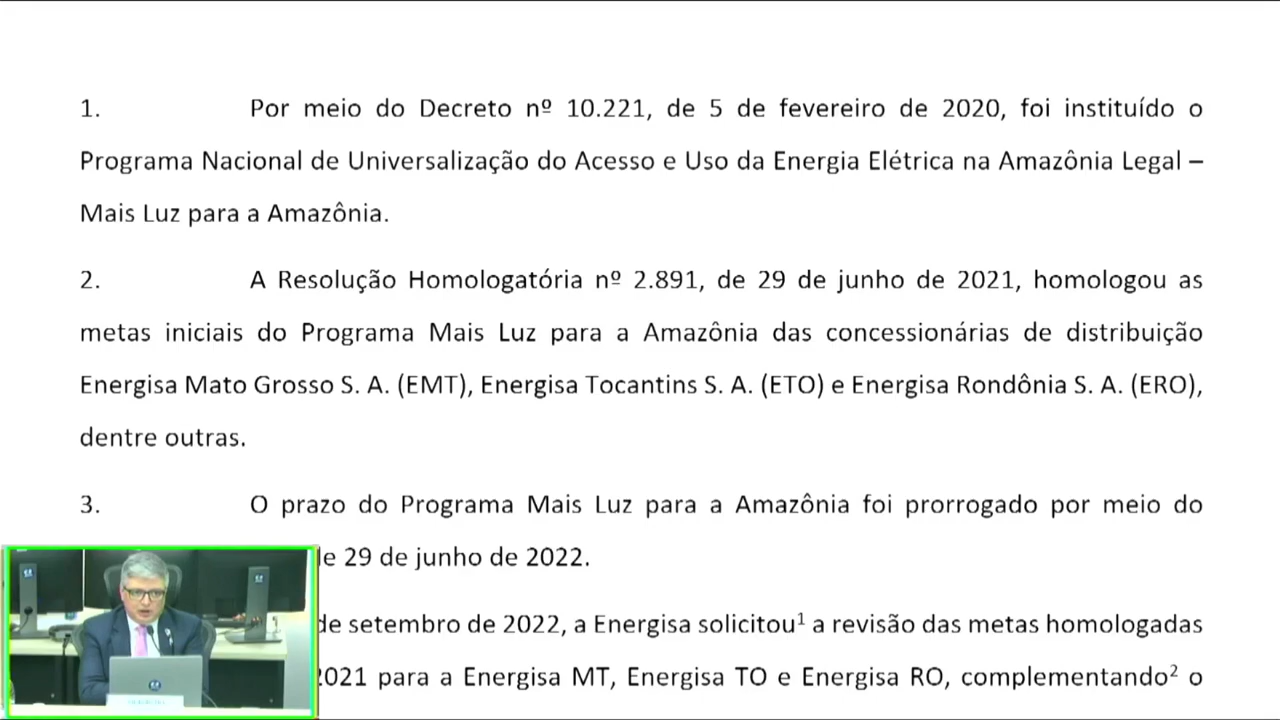 1. Por meio do Decreto nº 10.221, de 5 de fevereiro de 2020, foi instituído o
Programa Nacional de Universalização do Acesso e Uso da Energia Elétrica na Amazônia Legal –
Mais Luz para a Amazônia.
2. A Resolução Homologatória nº 2.891, de 29 de junho de 2021, homologou as
metas iniciais do Programa Mais Luz para a Amazônia das concessionárias de distribuição
Energisa Mato Grosso S. A. (EMT), Energisa Tocantins S. A. (ETO) e Energisa Rondônia S. A. (ERO),
dentre outras.
3. O prazo do Programa Mais Luz para a Amazônia foi prorrogado por meio do
29 de junho de 2022.
de setembro de 2022, a Energisa solicitou¹ a revisão das metas homologadas
2021 para a Energisa MT, Energisa TO e Energisa RO, complementando² o